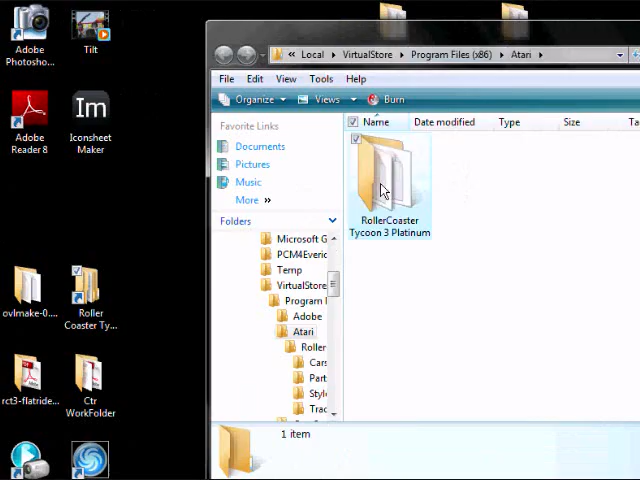 Adobe
Photosho...
Tilt
Adobe
Reader 8
Im
Iconsheet
Maker
ovlmake-0....
Roller
Coaster Ty...
rct3-flatride...
Ctr
WorkFolder
« Local ▸ VirtualStore ▸ Program Files (x86) ▸ Atari ▸
File Edit View Tools Help
Organize Views Burn
Favorite Links
Documents
Pictures
Music
More »
Folders
Microsoft G
PCM4Everio
Temp
VirtualStore
Program
Adobe
Atari
Roller
Cars
Part
Style
Trac
Name Date modified Type Size Ta
RollerCoaster
Tycoon 3 Platinum
1 item